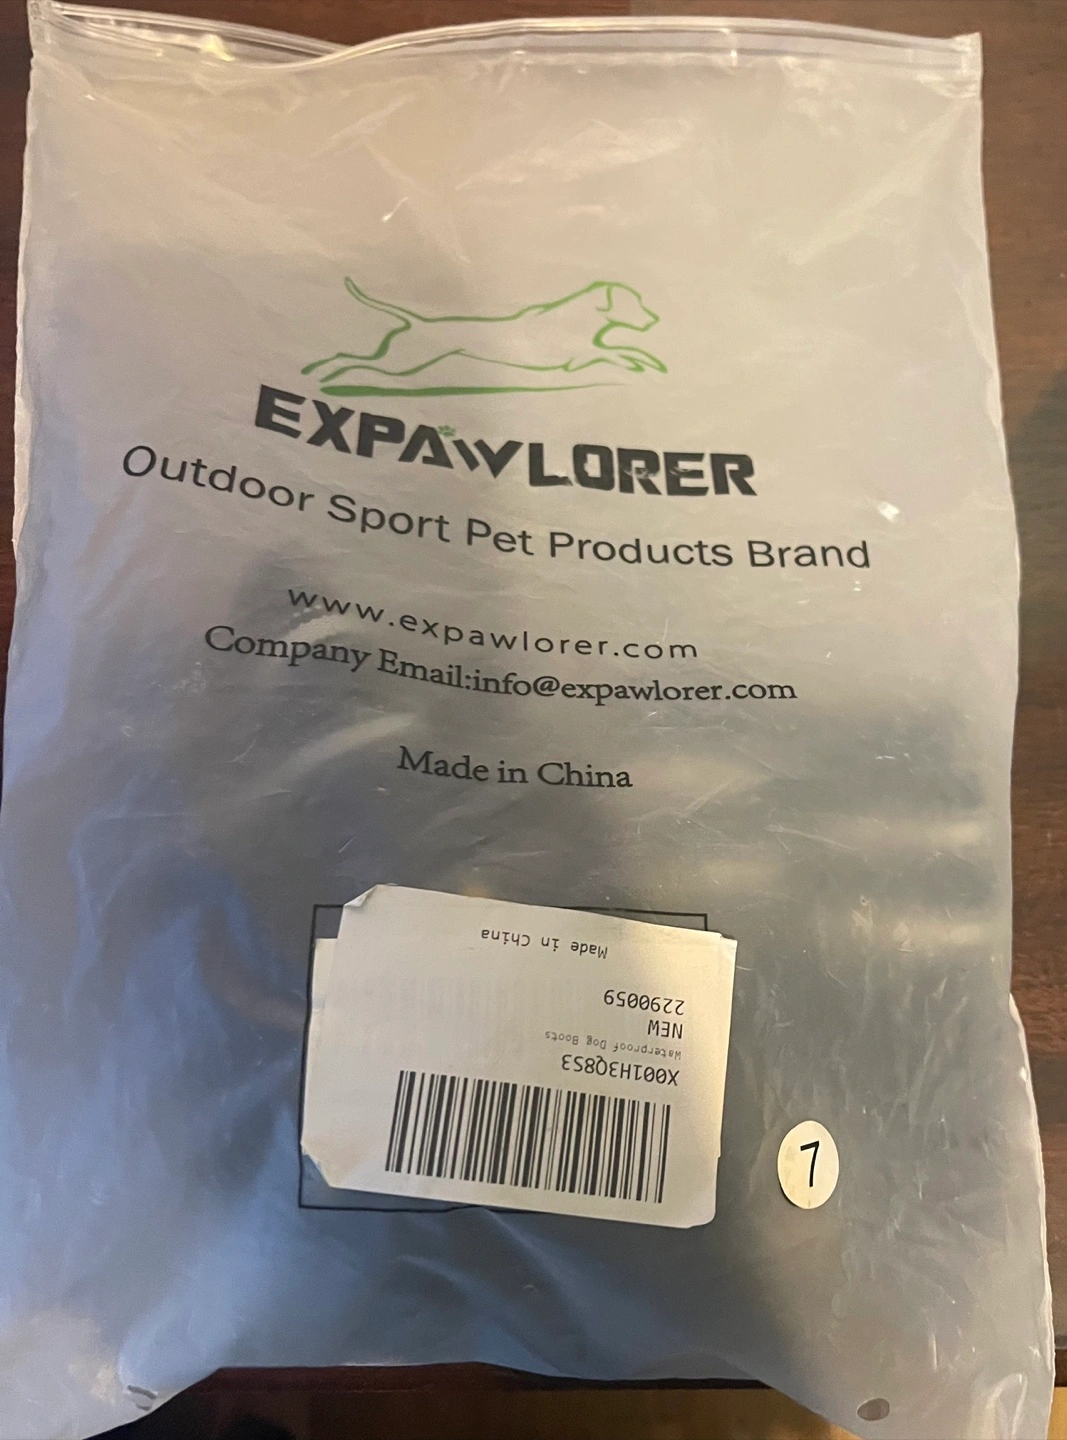 EXPAWLORER
Outdoor Sport Pet Products Brand
www.expawlorer.com
Company Email:info@expawlorer.com
Made in China
X001H3Q8S3
Waterproof Dog Boots
NEW
2290059
Made in China
7